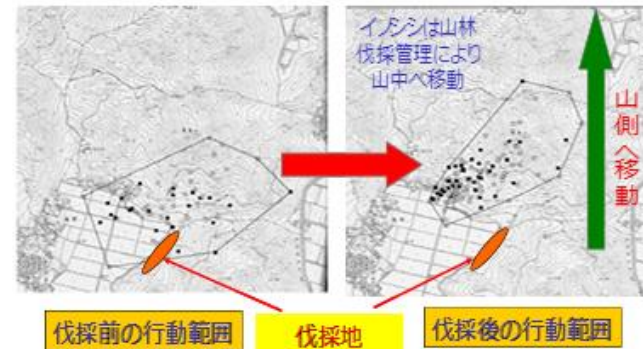 イノシシは山林
伐採管理により
山中へ移動
山側へ移動
伐採前の行動範囲
伐採地
伐採後の行動範囲